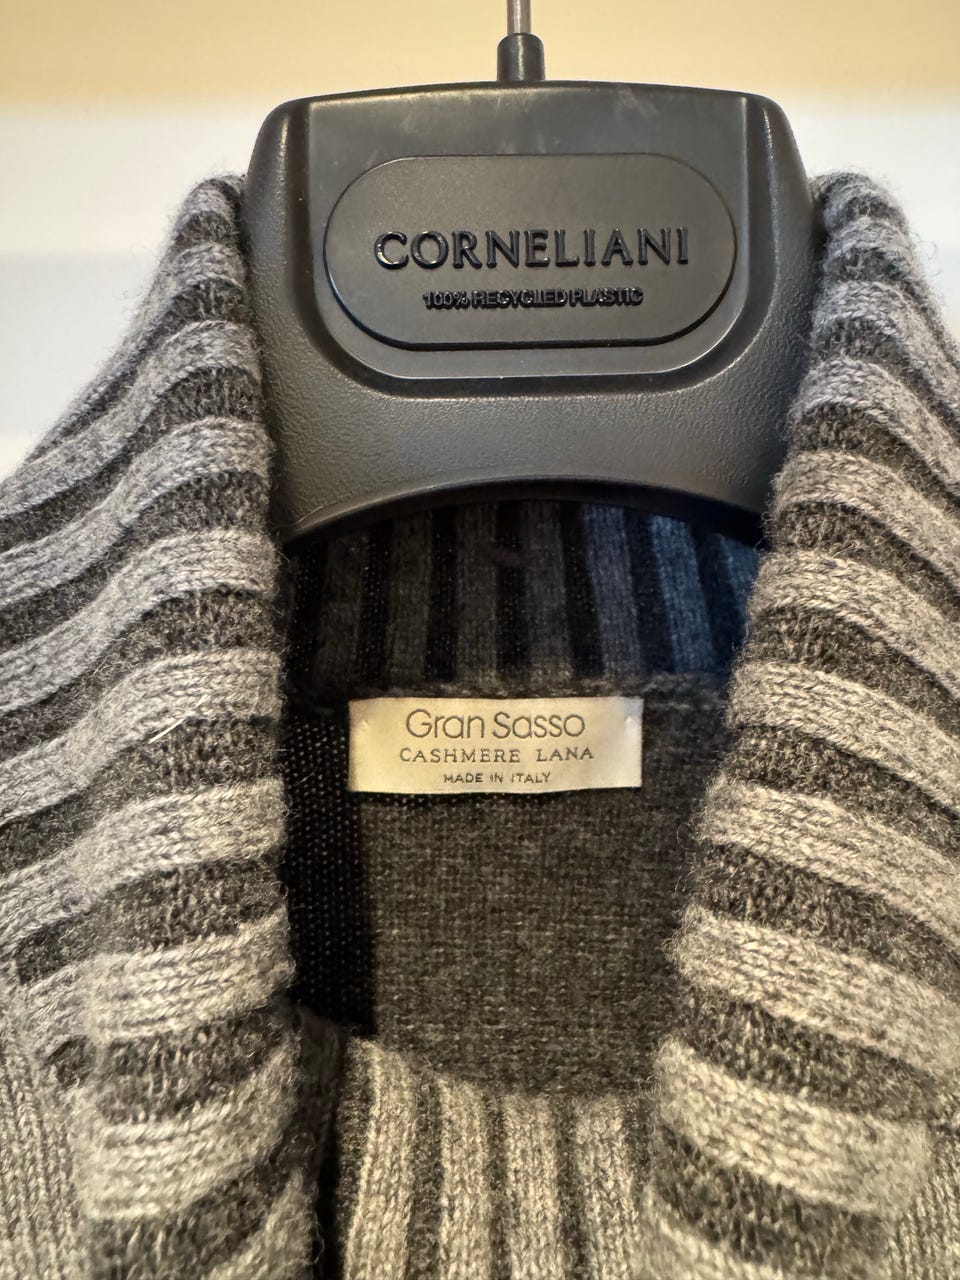 CORNELIANI
100% RECYCLED PLASTIC
Gran Sasso
CASHMERE LANA
MADE IN ITALY